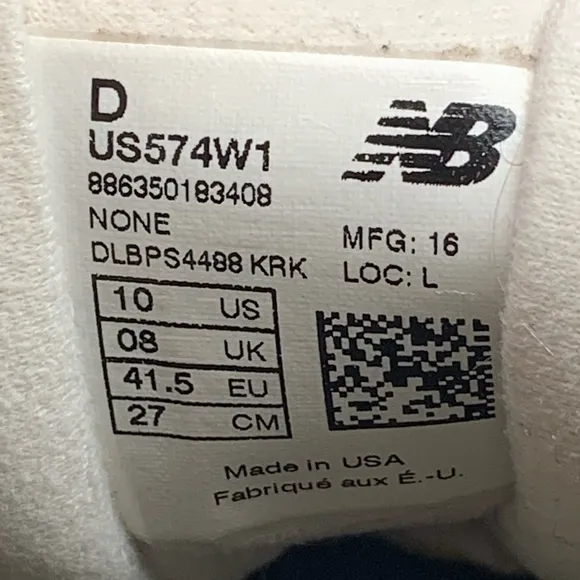 D
US574W1
886350183408
NONE
DLBPS4488 KRK
NB
MFG: 16
LOC: L
10 US
08 UK
41.5 EU
27 CM
Made in USA
Fabriqué aux É.-U.